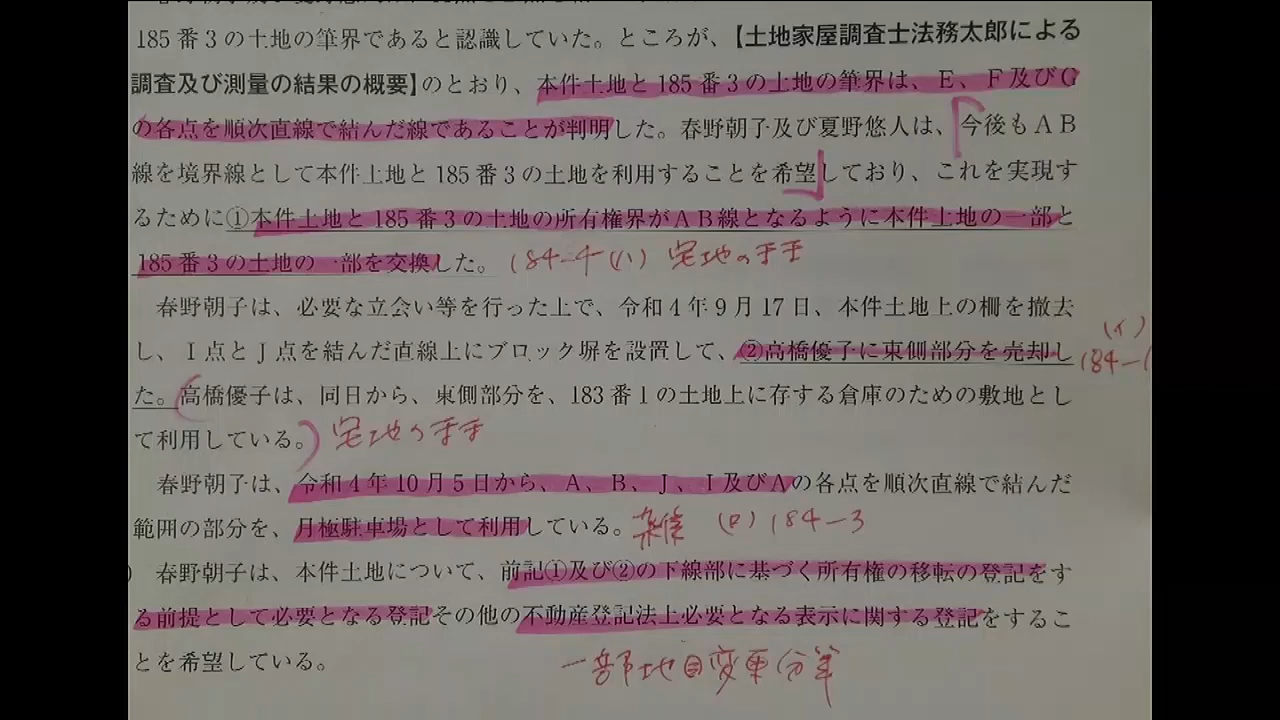 185番3の土地の筆界であると認識していた。ところが、【土地家屋調査士法務太郎による
調査及び測量の結果の概要】のとおり、本件土地と185番3の土地の筆界は、E、F及びG
の各点を順次直線で結んだ線であることが判明した。春野朝子及び夏野悠人は、今後もAB
線を境界線として本件土地と185番3の土地を利用することを希望しており、これを実現す
るために①本件土地と185番3の土地の所有権界がAB線となるように本件土地の一部と
185番3の土地の一部を交換した。 184-4(ハ) 宅地のまま
春野朝子は、必要な立会い等を行った上で、令和4年9月17日、本件土地上の柵を撤去
し、I点とJ点を結んだ直線上にブロック塀を設置して、②高橋優子に東側部分を売却し
(イ)
184-1
た。高橋優子は、同日から、東側部分を、183番1の土地上に存する倉庫のための敷地とし
て利用している。 宅地のまま
春野朝子は、令和4年10月5日から、A、B、J、I及びAの各点を順次直線で結んだ
範囲の部分を、月極駐車場として利用している。 雑種 (ロ) 184-3
) 春野朝子は、本件土地について、前記①及び②の下線部に基づく所有権の移転の登記をす
る前提として必要となる登記その他の不動産登記法上必要となる表示に関する登記をするこ
とを希望している。
一部地目変更分筆